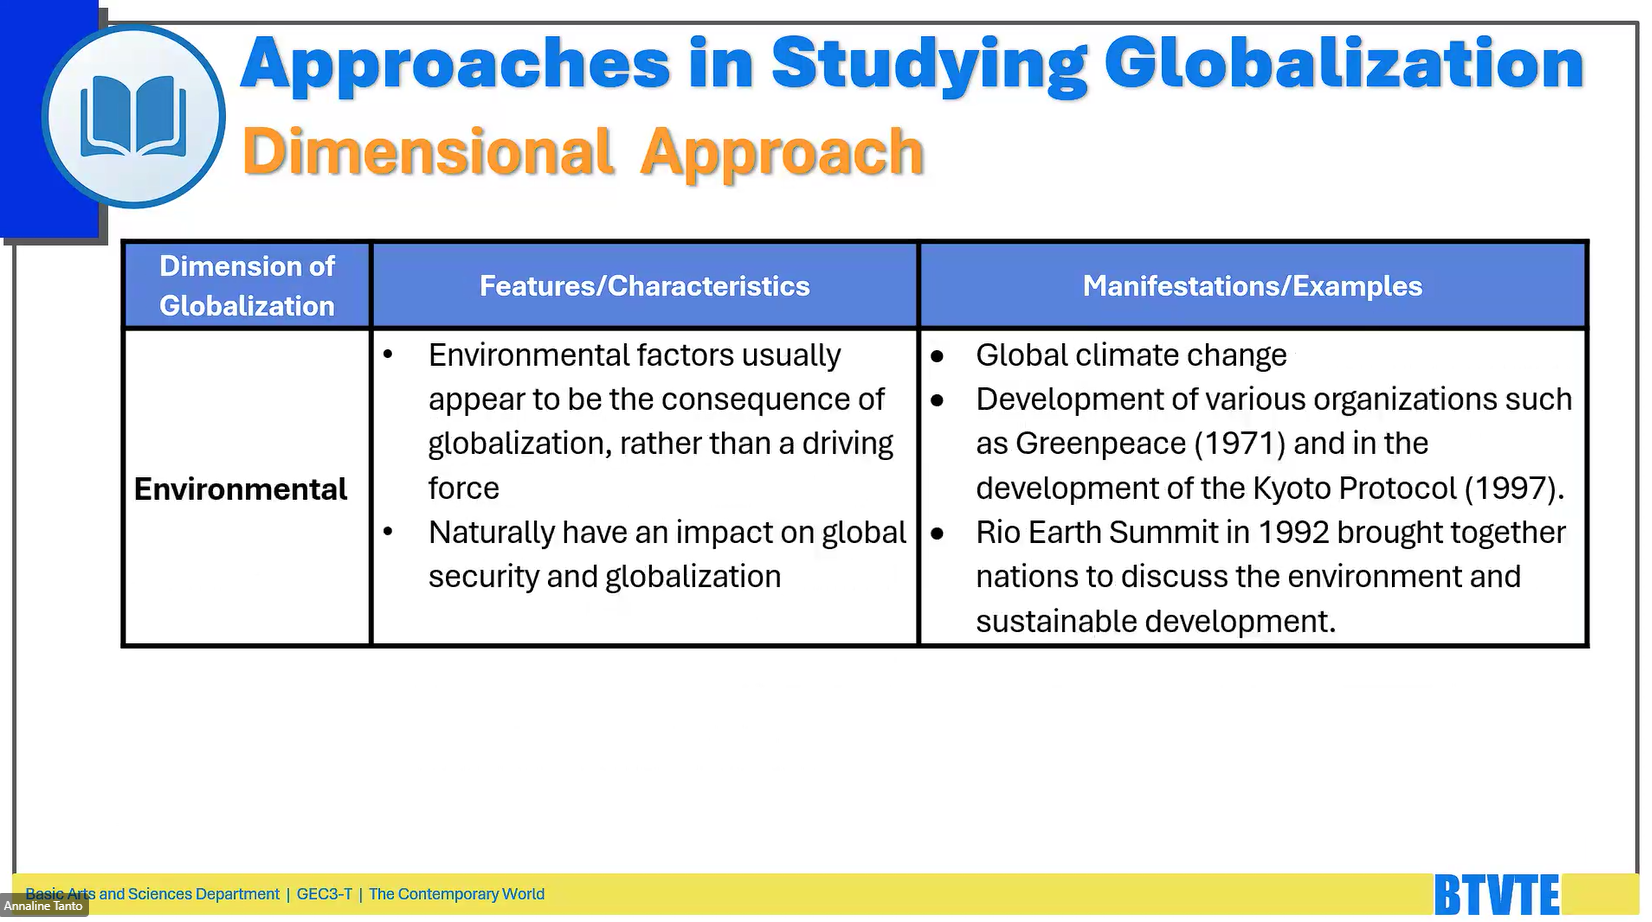 Approaches in Studying Globalization
Dimensional Approach
Dimension of
Globalization
Features/Characteristics
Manifestations/Examples
Environmental
• Environmental factors usually
appear to be the consequence of
globalization, rather than a driving
force
• Naturally have an impact on global
security and globalization
● Global climate change
● Development of various organizations such
as Greenpeace (1971) and in the
development of the Kyoto Protocol (1997).
● Rio Earth Summit in 1992 brought together
nations to discuss the environment and
sustainable development.
Basic Arts and Sciences Department | GEC3-T | The Contemporary World
Annaline Tanto
BTVTE